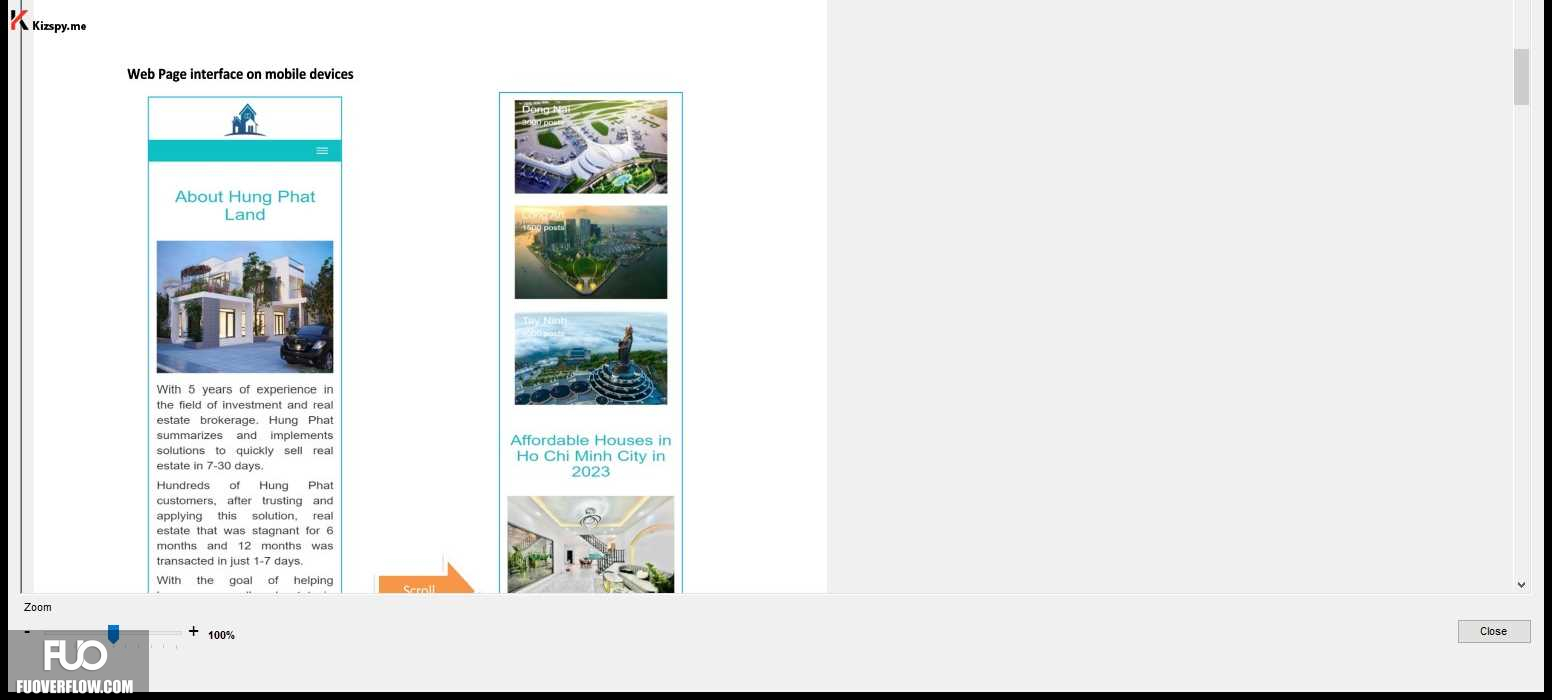 Kizspy.me
Web Page interface on mobile devices
About Hung Phat
Land
With 5 years of experience in
the field of investment and real
estate brokerage. Hung Phat
summarizes and implements
solutions to quickly sell real
estate in 7-30 days.
Hundreds of Hung Phat
customers, after trusting and
applying this solution, real
estate that was stagnant for 6
months and 12 months was
transacted in just 1-7 days.
With the goal of helping
Scroll
Dong Nai
3000 posts
Long An
1500 posts
Tay Ninh
posts
Affordable Houses in
Ho Chi Minh City in
2023
Zoom
- + 100%
Close
FUO
FUOVERFLOW.COM